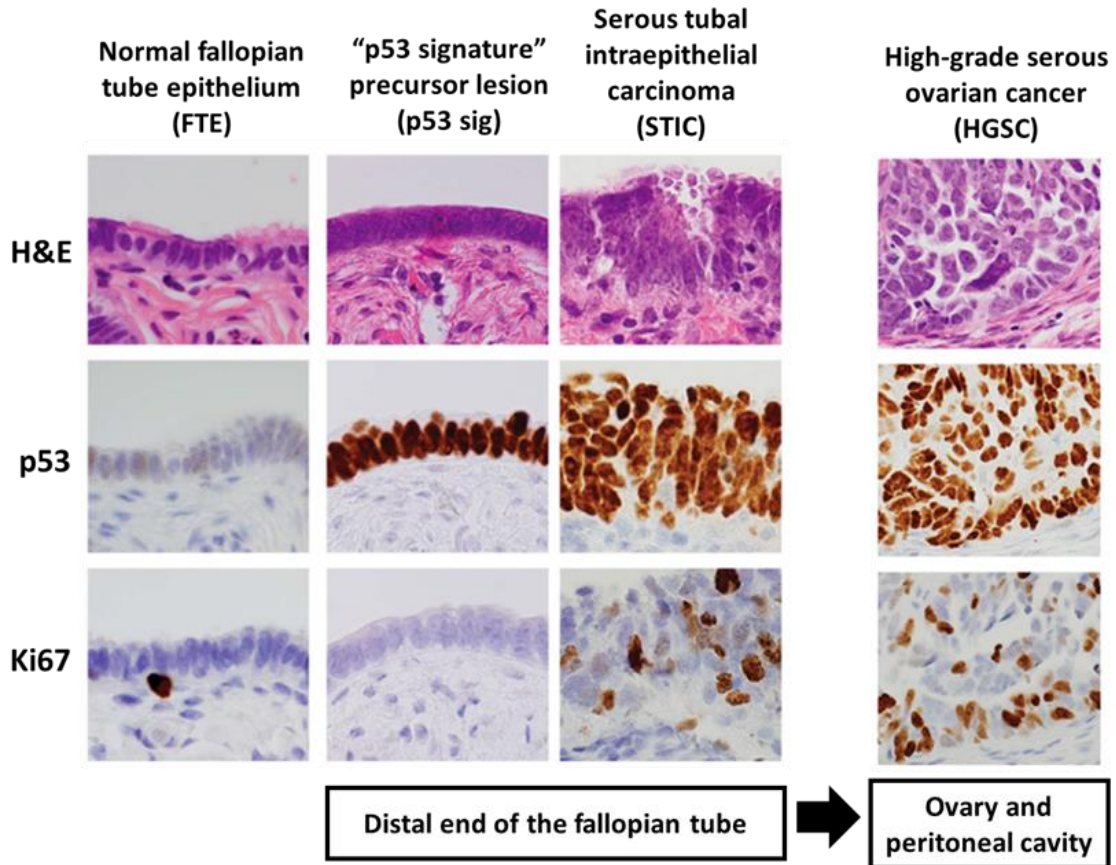 Normal fallopian
tube epithelium
(FTE)
“p53 signature”
precursor lesion
(p53 sig)
Serous tubal
intraepithelial
carcinoma
(STIC)
High-grade serous
ovarian cancer
(HGSC)
H&E
p53
Ki67
Distal end of the fallopian tube
Ovary and
peritoneal cavity